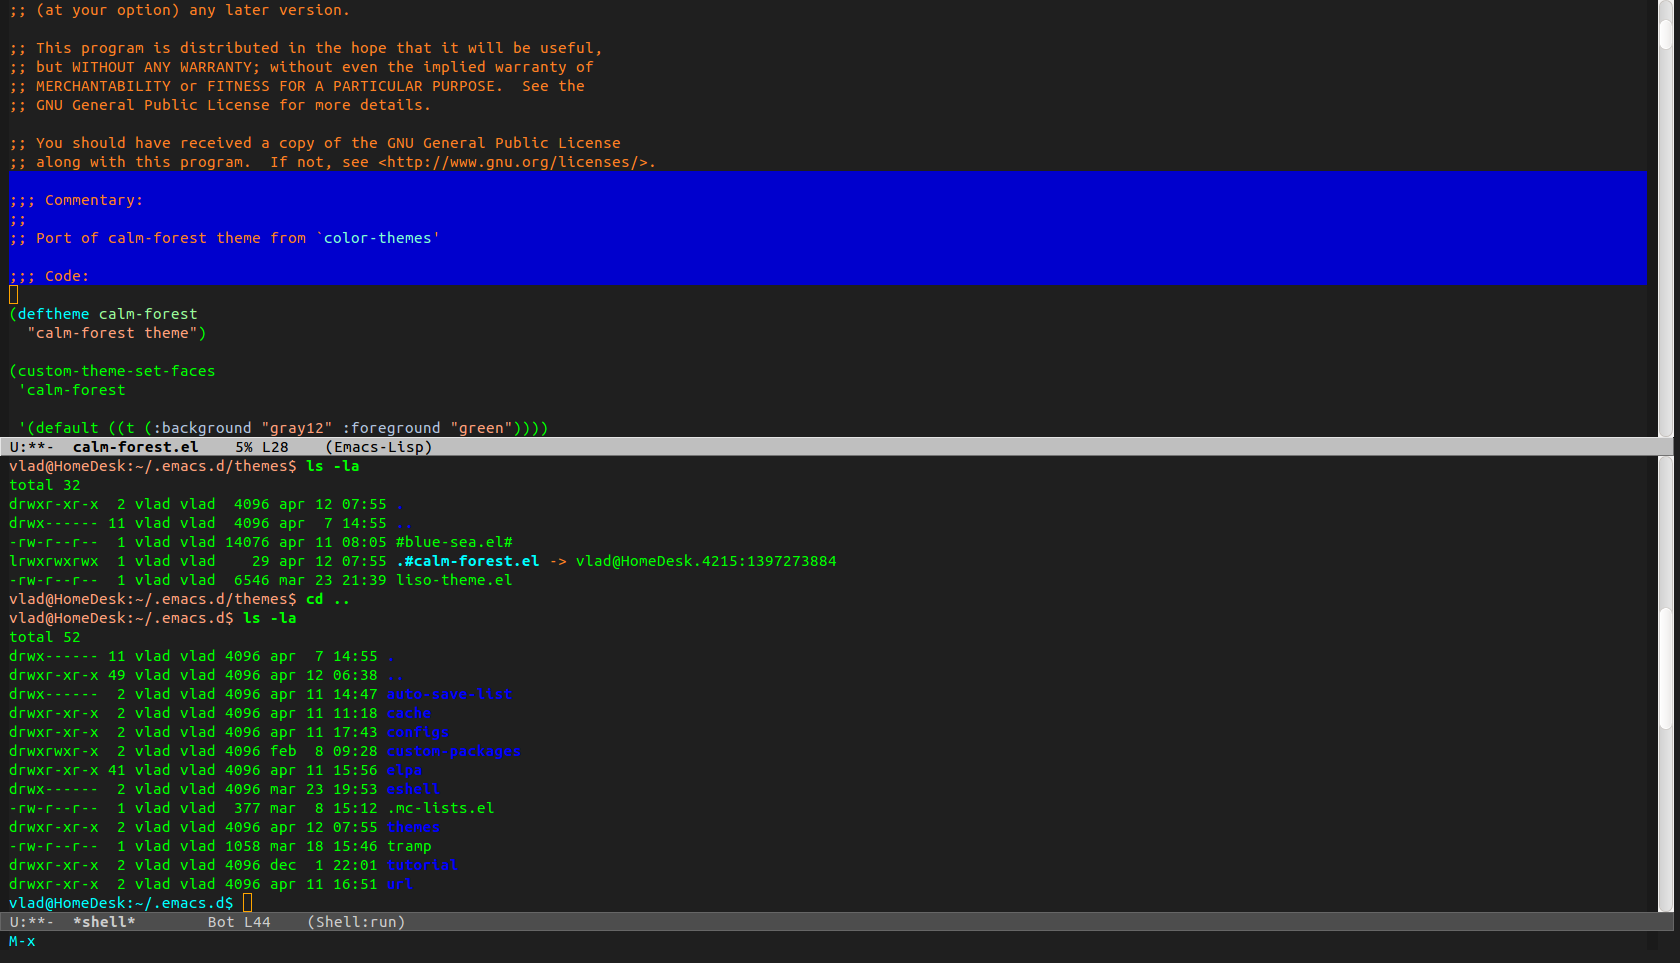 ;; (at your option) any later version.
;; This program is distributed in the hope that it will be useful,
;; but WITHOUT ANY WARRANTY; without even the implied warranty of
;; MERCHANTABILITY or FITNESS FOR A PARTICULAR PURPOSE.  See the
;; GNU General Public License for more details.
;; You should have received a copy of the GNU General Public License
;; along with this program.  If not, see <http://www.gnu.org/licenses/>.
;;; Commentary:
;;
;; Port of calm-forest theme from `color-themes'
;;; Code:
(deftheme calm-forest
  "calm-forest theme")
(custom-theme-set-faces
 'calm-forest
 '(default ((t (:background "gray12" :foreground "green"))))
U:**-  calm-forest.el    5% L28    (Emacs-Lisp)
vlad@HomeDesk:~/.emacs.d/themes$ ls -la
total 32
drwxr-xr-x  2 vlad vlad  4096 apr 12 07:55 .
drwx------ 11 vlad vlad  4096 apr  7 14:55 ..
-rw-r--r--  1 vlad vlad 14076 apr 11 08:05 #blue-sea.el#
lrwxrwxrwx  1 vlad vlad    29 apr 12 07:55 .#calm-forest.el -> vlad@HomeDesk.4215:1397273884
-rw-r--r--  1 vlad vlad  6546 mar 23 21:39 liso-theme.el
vlad@HomeDesk:~/.emacs.d/themes$ cd ..
vlad@HomeDesk:~/.emacs.d$ ls -la
total 52
drwx------ 11 vlad vlad 4096 apr  7 14:55 .
drwxr-xr-x 49 vlad vlad 4096 apr 12 06:38 ..
drwx------  2 vlad vlad 4096 apr 11 14:47 auto-save-list
drwxr-xr-x  2 vlad vlad 4096 apr 11 11:18 cache
drwxr-xr-x  2 vlad vlad 4096 apr 11 17:43 configs
drwxrwxr-x  2 vlad vlad 4096 feb  8 09:28 custom-packages
drwxr-xr-x 41 vlad vlad 4096 apr 11 15:56 elpa
drwx------  2 vlad vlad 4096 mar 23 19:53 eshell
-rw-r--r--  1 vlad vlad  377 mar  8 15:12 .mc-lists.el
drwxr-xr-x  2 vlad vlad 4096 apr 12 07:55 themes
-rw-r--r--  1 vlad vlad 1058 mar 18 15:46 tramp
drwxr-xr-x  2 vlad vlad 4096 dec  1 22:01 tutorial
drwxr-xr-x  2 vlad vlad 4096 apr 11 16:51 url
vlad@HomeDesk:~/.emacs.d$
U:**-  *shell*        Bot L44    (Shell:run)
M-x